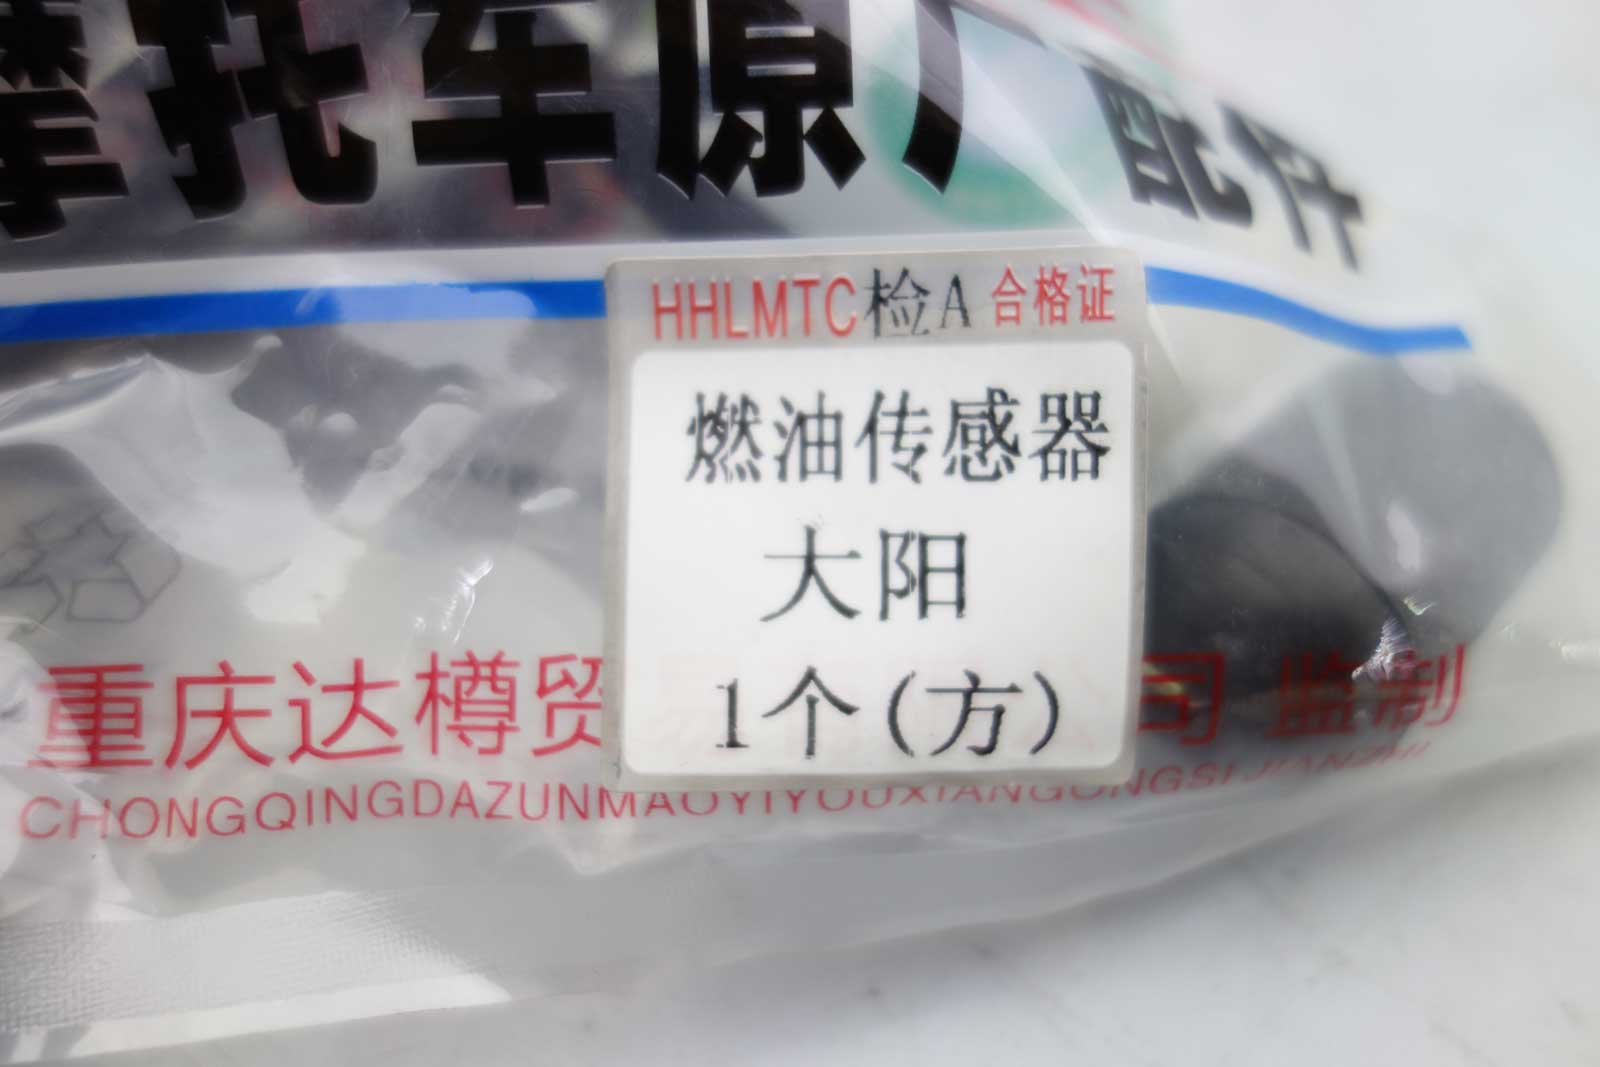 摩托车原厂配件
HHLMTC检A 合格证
燃油传感器
大阳
1个(方)
重庆达樽贸 司 监制
CHONGQINGDAZUNMAOYIYOUXIANGONGSIJIANZHI